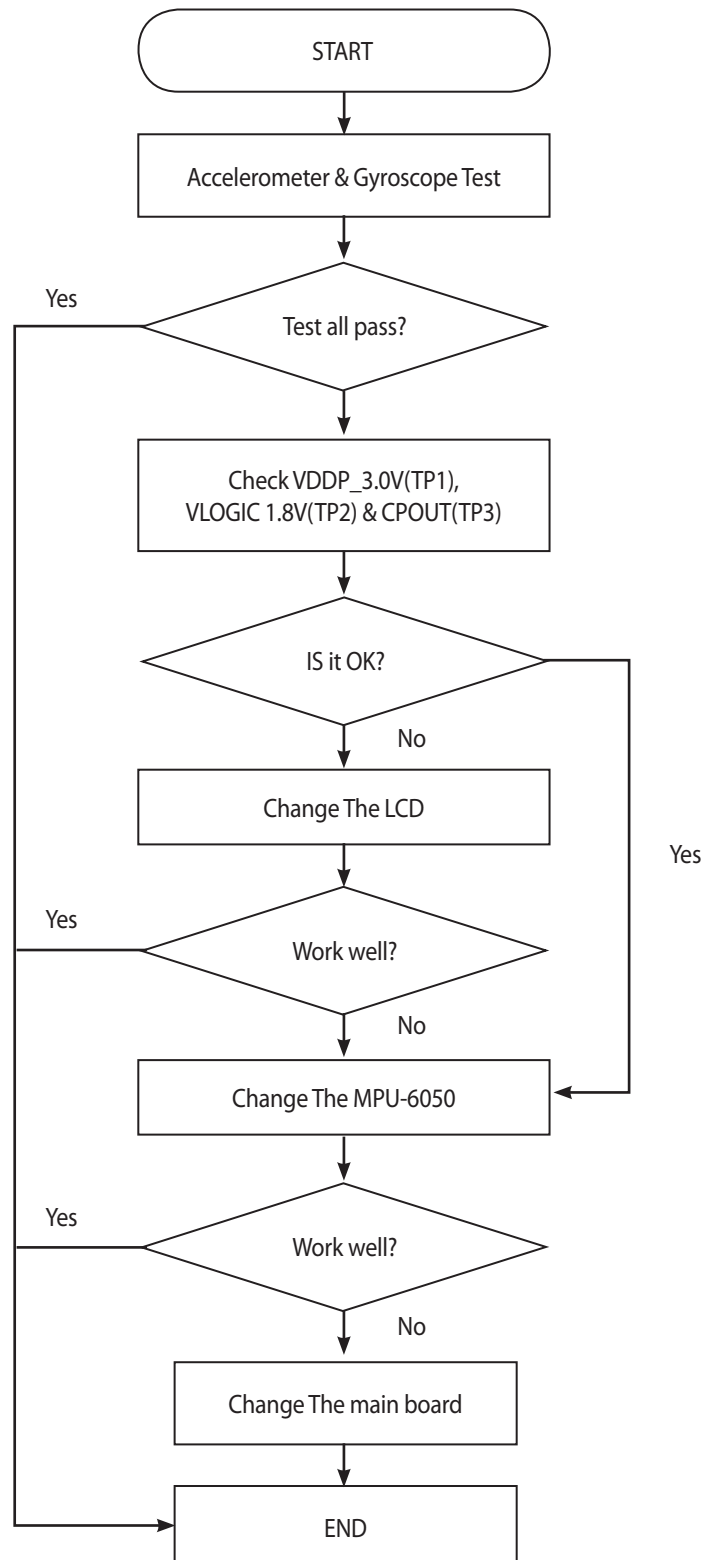 START
Accelerometer & Gyroscope Test
Yes
Test all pass?
Check VDDP_3.0V(TP1),
VLOGIC 1.8V(TP2) & CPOUT(TP3)
IS it OK?
No
Change The LCD
Yes
Yes
Work well?
No
Change The MPU-6050
Yes
Work well?
No
Change The main board
END